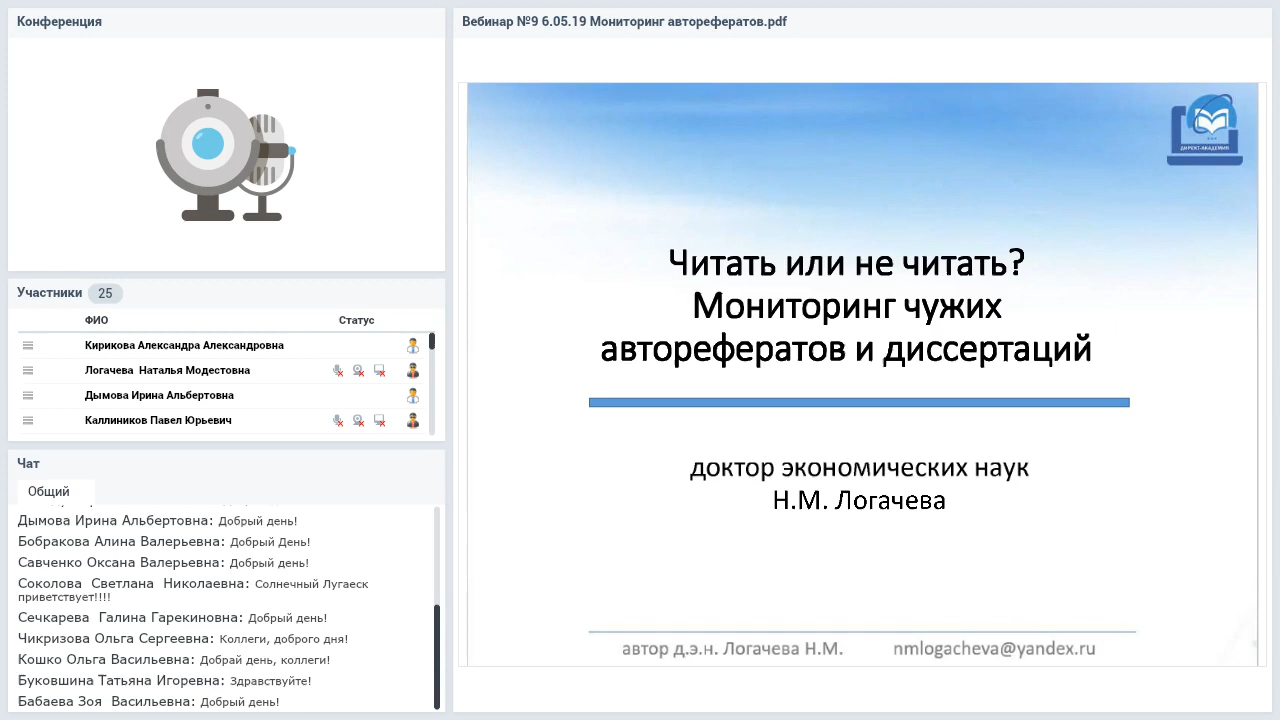 Конференция
Участники 25
ФИО Статус
Кирикова Александра Александровна
Логачева Наталья Модестовна
Дымова Ирина Альбертовна
Каллиников Павел Юрьевич
Чат
Общий
Дымова Ирина Альбертовна: Добрый день!
Бобракова Алина Валерьевна: Добрый День!
Савченко Оксана Валерьевна: Добрый день!
Соколова Светлана Николаевна: Солнечный Лугаеск
приветствует!!!!
Сечкарева Галина Гарекиновна: Добрый день!
Чикризова Ольга Сергеевна: Коллеги, доброго дня!
Кошко Ольга Васильевна: Добрай день, коллеги!
Буковшина Татьяна Игоревна: Здравствуйте!
Бабаева Зоя Васильевна: Добрый день!
Вебинар №9 6.05.19 Мониторинг авторефератов.pdf
ДИРЕКТ-АКАДЕМИЯ
Читать или не читать?
Мониторинг чужих
авторефератов и диссертаций
доктор экономических наук
Н.М. Логачева
автор д.э.н. Логачева Н.М. nmlogacheva@yandex.ru